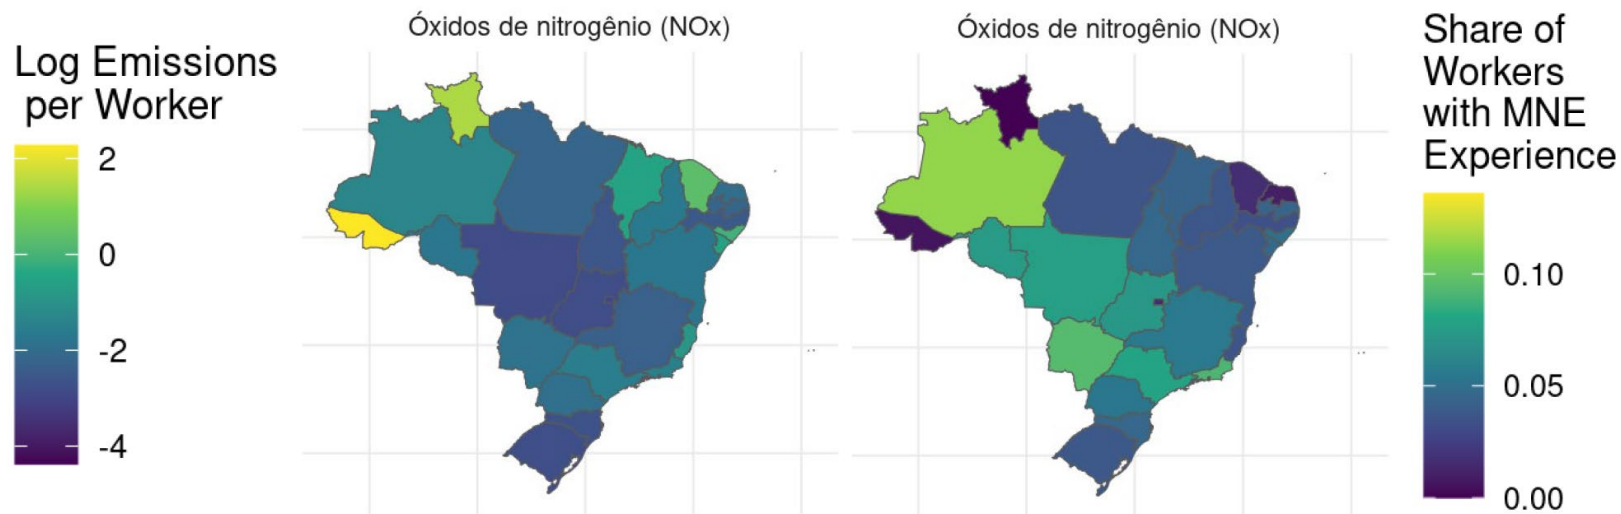 Óxidos de nitrogênio (NOx)
Log Emissions
per Worker
2
0
-2
-4
Óxidos de nitrogênio (NOx)
Share of
Workers
with MNE
Experience
0.10
0.05
0.00